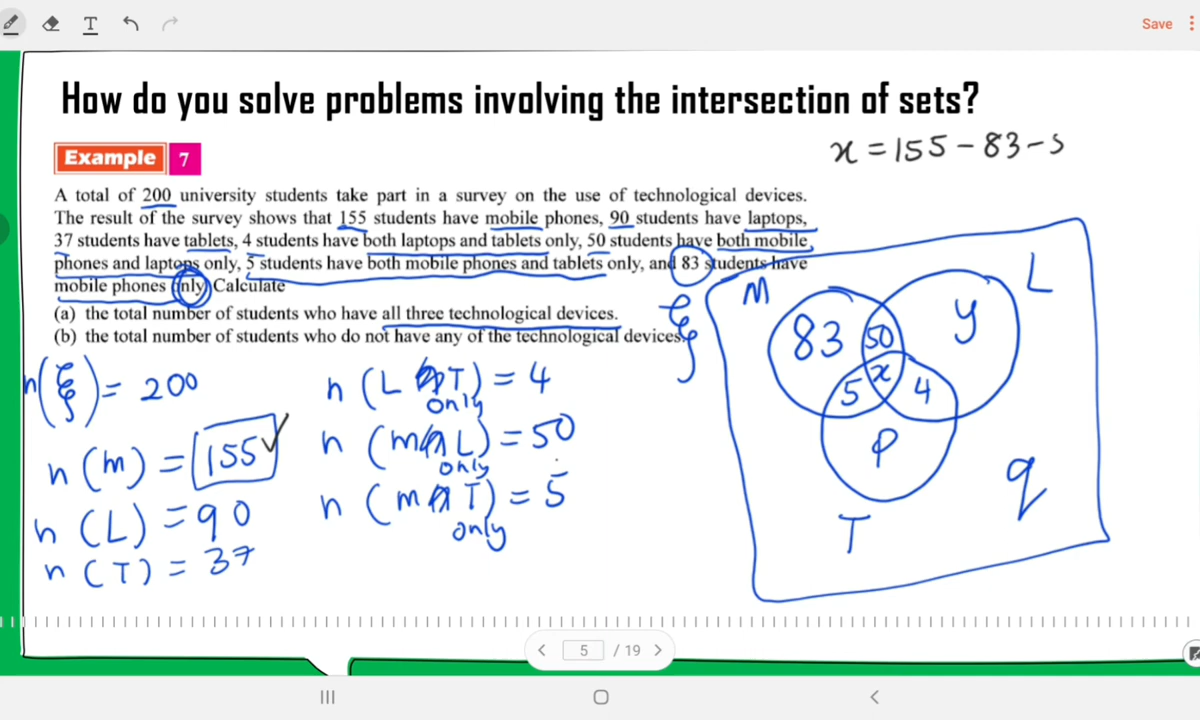 T
Save
How do you solve problems involving the intersection of sets?
x = 155 - 83 - 5
Example 7
A total of 200 university students take part in a survey on the use of technological devices.
The result of the survey shows that 155 students have mobile phones, 90 students have laptops,
37 students have tablets, 4 students have both laptops and tablets only, 50 students have both mobile
phones and laptops only, 5 students have both mobile phones and tablets only, and 83 students have
mobile phones only. Calculate
(a) the total number of students who have all three technological devices.
(b) the total number of students who do not have any of the technological devices.
ξ
M
L
83
50
y
x
5
4
P
T
q
n(ξ) = 200
n (m) = 155 ✓
n (L) = 90
n (T) = 37
n (L ∩ T) = 4
only
n (m ∩ L) = 50
only
n (m ∩ T) = 5
only
5 / 19